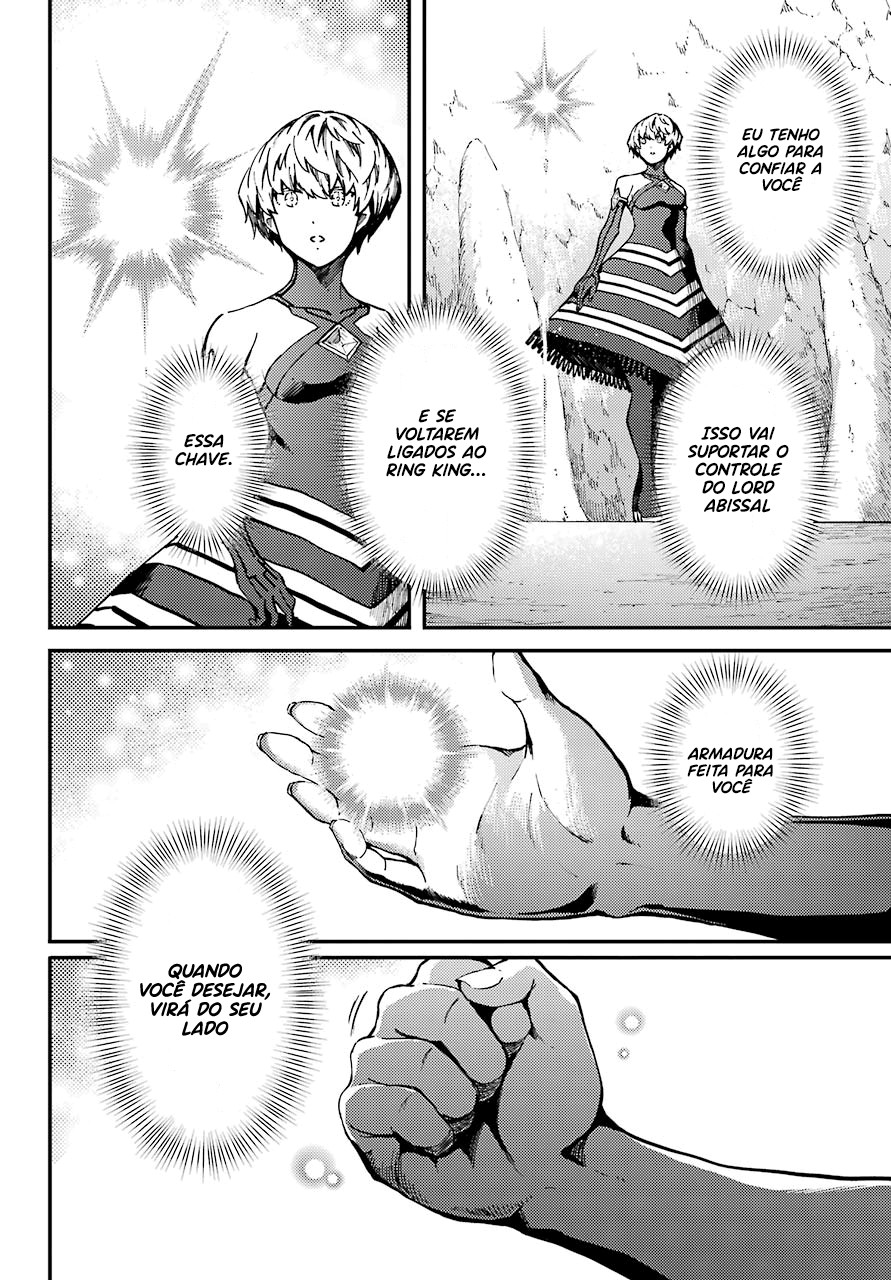 EU TENHO
ALGO PARA
CONFIAR A
VOCÊ
ISSO VAI
SUPORTAR O
CONTROLE
DO LORD
ABISSAL
E SE
VOLTAREM
LIGADOS AO
RING KING...
ESSA
CHAVE.
ARMADURA
FEITA PARA
VOCÊ
QUANDO
VOCÊ DESEJAR,
VIRÁ DO SEU
LADO